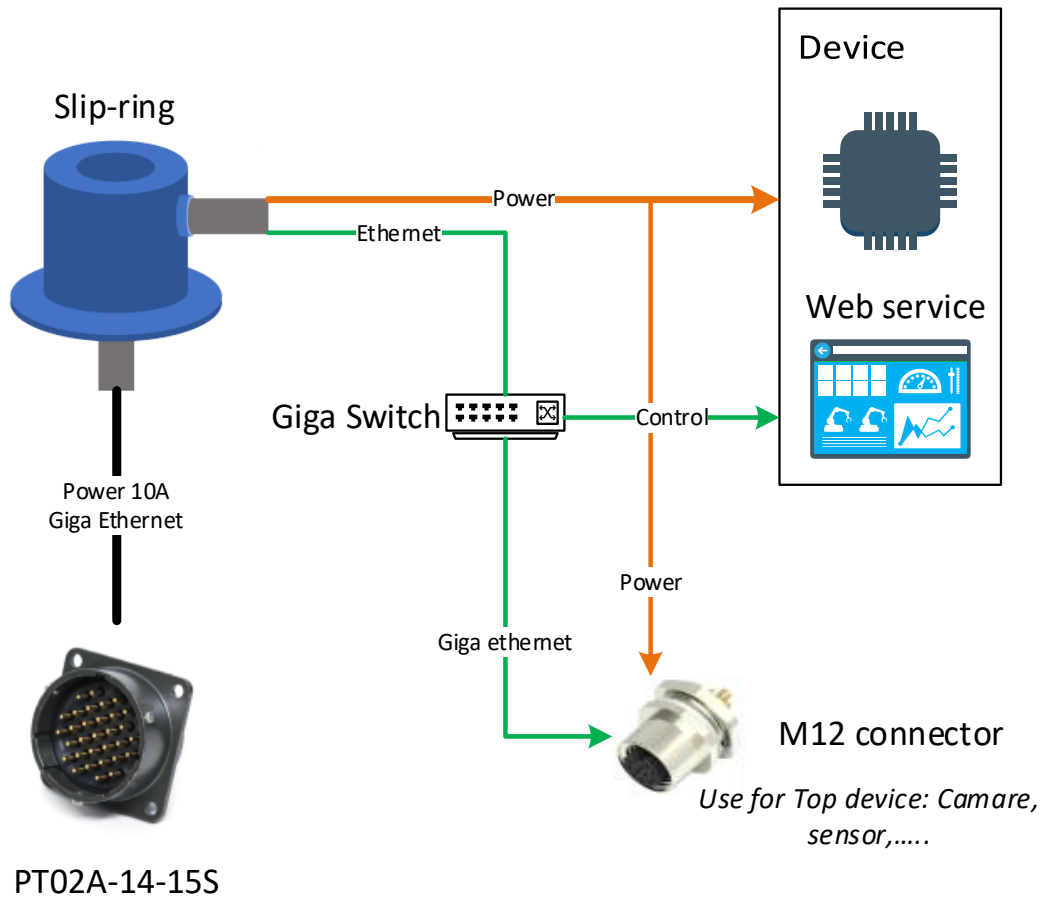 Device
Slip-ring
Power
Ethernet
Web service
Giga Switch
Control
Power 10A
Giga Ethernet
Power
Giga ethernet
M12 connector
Use for Top device: Camare,
sensor,.....
PT02A-14-15S